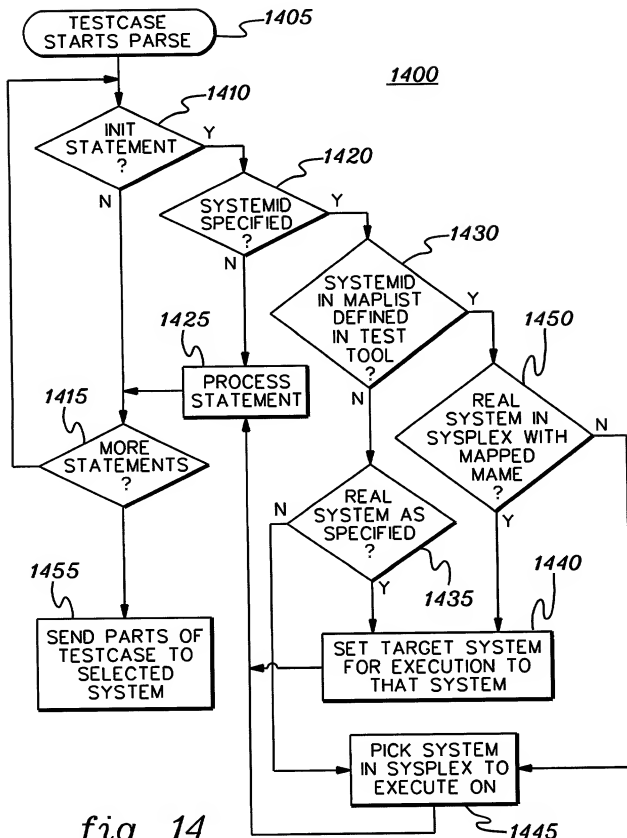 TESTCASE
STARTS PARSE
1405
1400
1410
INIT
STATEMENT
?
Y
N
1420
SYSTEMID
SPECIFIED
?
Y
N
1430
SYSTEMID
IN MAPLIST
DEFINED
IN TEST
TOOL
?
Y
N
1425
PROCESS
STATEMENT
1450
REAL
SYSTEM IN
SYSPLEX WITH
MAPPED
MAME
?
N
Y
1415
MORE
STATEMENTS
?
N
REAL
SYSTEM AS
SPECIFIED
?
Y
1435
1455
SEND PARTS OF
TESTCASE TO
SELECTED
SYSTEM
1440
SET TARGET SYSTEM
FOR EXECUTION TO
THAT SYSTEM
PICK SYSTEM
IN SYSPLEX TO
EXECUTE ON
1445
fig. 14